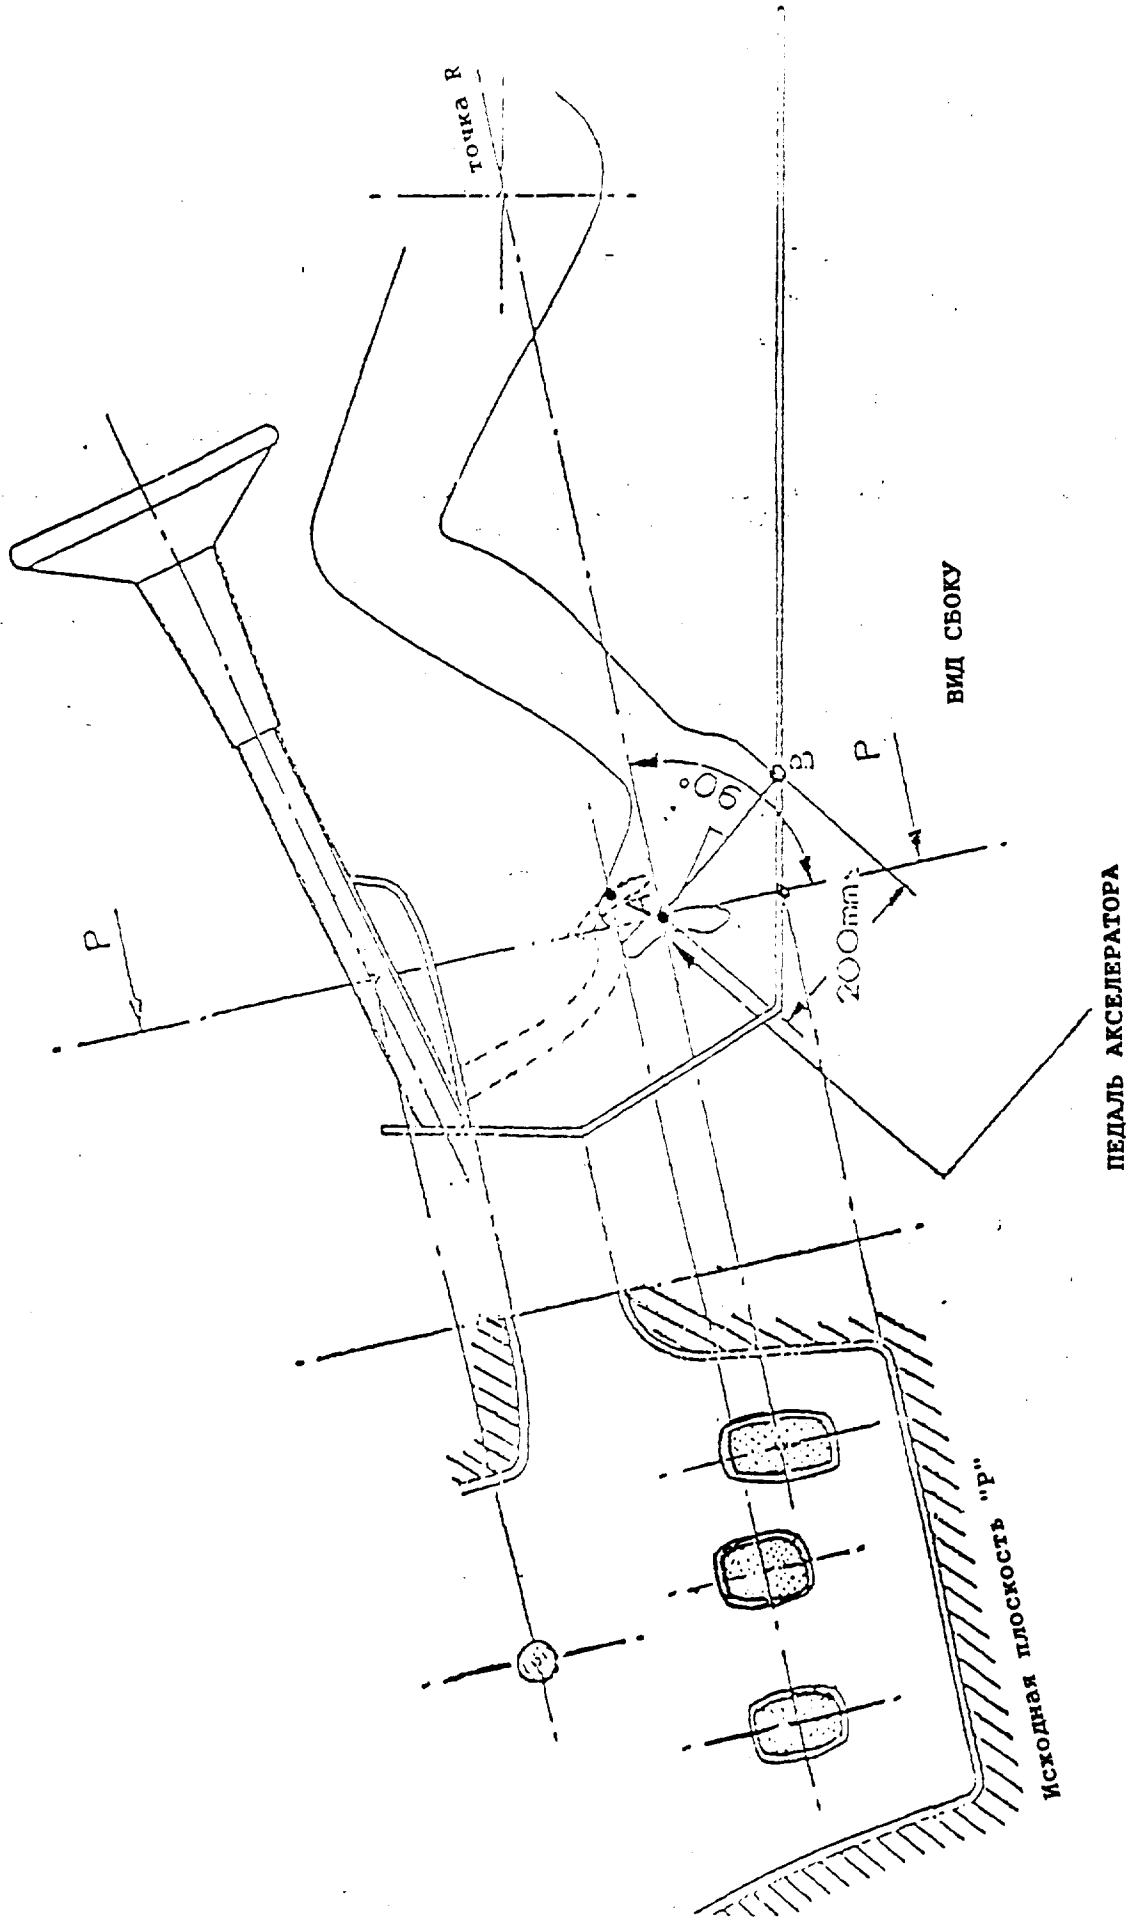 точка R
P
90°
B
200mm
P
ВИД СБОКУ
ПЕДАЛЬ АКСЕЛЕРАТОРА
Исходная плоскость "P"